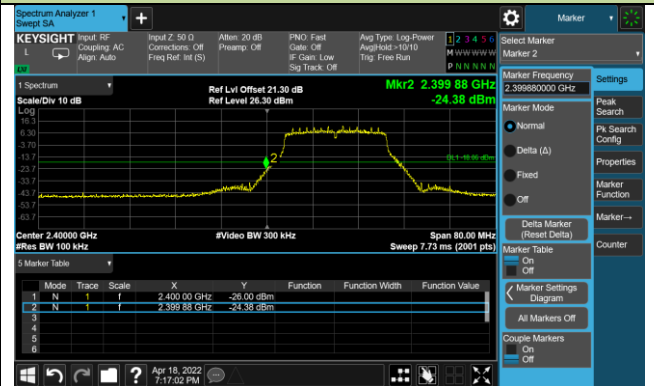 Spectrum Analyzer 1
Swept SA
Marker
KEYSIGHT
Input: RF
Coupling: AC
Align: Auto
Input Z: 50 Ω
Corrections: Off
Freq Ref: Int (S)
Atten: 20 dB
Preamp: Off
PNO: Fast
Gate: Off
IF Gain: Low
Sig Track: Off
Avg Type: Log-Power
Avg|Hold:>10/10
Trig: Free Run
1 2 3 4 5 6
M W W W W W
P N N N N N
L
LXI
Select Marker
Marker 2
Marker Frequency
2.399880000 GHz
Marker Mode
Normal
Delta (Δ)
Fixed
Off
Delta Marker
(Reset Delta)
Marker Table
On
Off
Marker Settings
Diagram
All Markers Off
Couple Markers
On
Off
Settings
Peak
Search
Pk Search
Config
Properties
Marker
Function
Marker→
Counter
1 Spectrum
Scale/Div 10 dB
Ref Lvl Offset 21.30 dB
Ref Level 26.30 dBm
Mkr2 2.399 88 GHz
-24.38 dBm
Log
16.3
6.30
-3.70
-13.7
-23.7
-33.7
-43.7
-53.7
-63.7
2
Center 2.40000 GHz
#Res BW 100 kHz
#Video BW 300 kHz
Span 80.00 MHz
Sweep 7.73 ms (2001 pts)
5 Marker Table
Mode Trace Scale X Y Function Function Width Function Value
1 N 1 f 2.400 00 GHz -26.00 dBm
2 N 1 f 2.399 88 GHz -24.38 dBm
3
4
5
6
?
Apr 18, 2022
7:17:02 PM